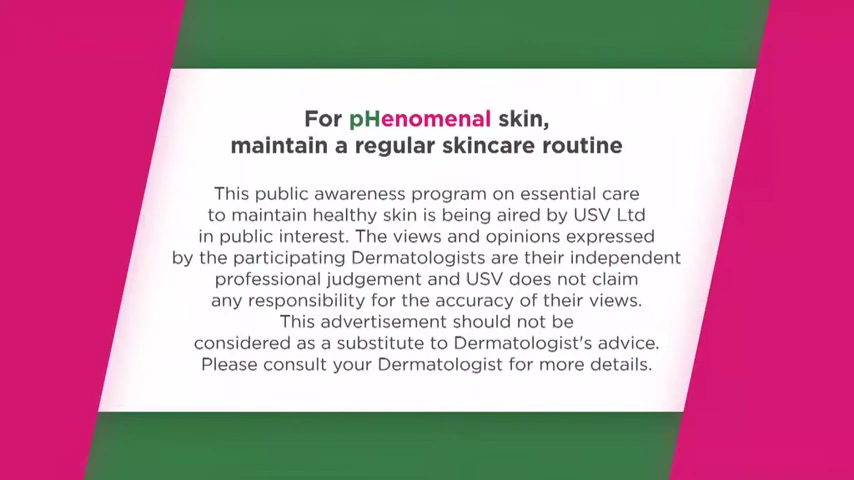 For pHenomenal skin,
maintain a regular skincare routine
This public awareness program on essential care
to maintain healthy skin is being aired by USV Ltd
in public interest. The views and opinions expressed
by the participating Dermatologists are their independent
professional judgement and USV does not claim
any responsibility for the accuracy of their views.
This advertisement should not be
considered as a substitute to Dermatologist's advice.
Please consult your Dermatologist for more details.